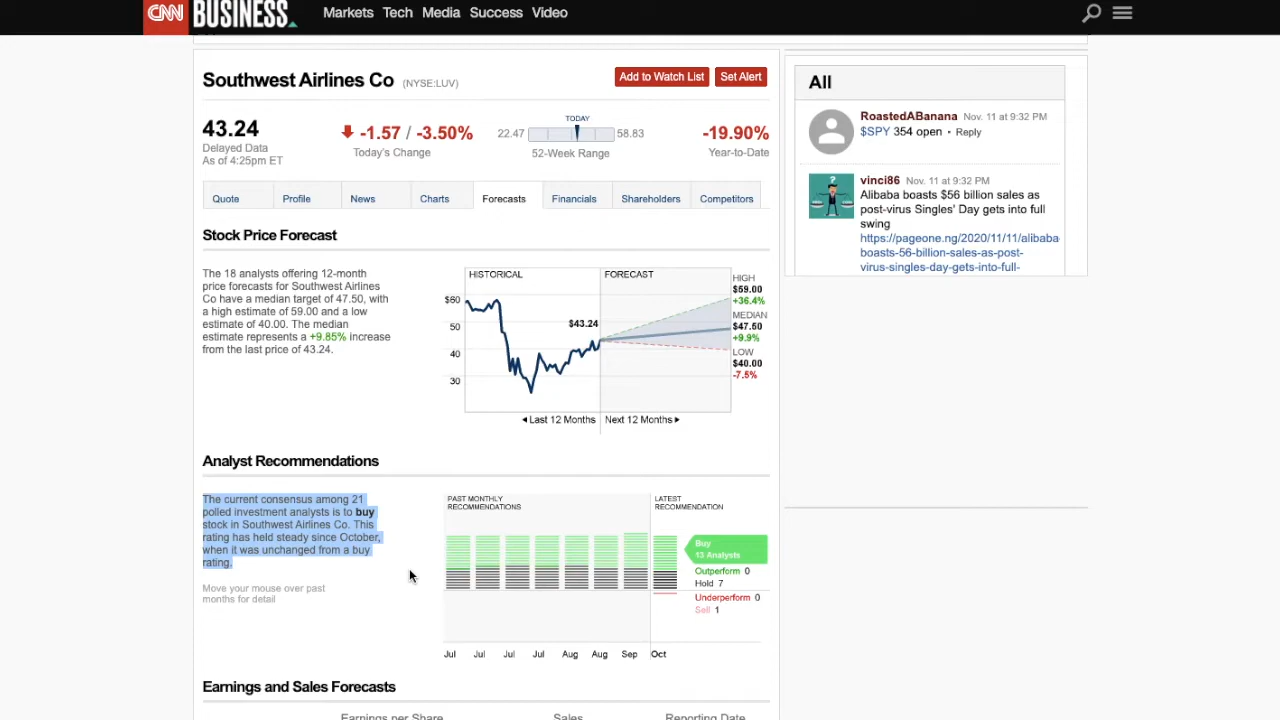 CNN BUSINESS
Markets Tech Media Success Video
Southwest Airlines Co (NYSE:LUV)
Add to Watch List Set Alert
43.24
Delayed Data
As of 4:25pm ET
-1.57 / -3.50%
Today's Change
TODAY
22.47 58.83
52-Week Range
-19.90%
Year-to-Date
Quote Profile News Charts Forecasts Financials Shareholders Competitors
Stock Price Forecast
The 18 analysts offering 12-month
price forecasts for Southwest Airlines
Co have a median target of 47.50, with
a high estimate of 59.00 and a low
estimate of 40.00. The median
estimate represents a +9.85% increase
from the last price of 43.24.
HISTORICAL FORECAST
$60
50
40
30
$43.24
HIGH
$59.00
+36.4%
MEDIAN
$47.50
+9.9%
LOW
$40.00
-7.5%
Last 12 Months Next 12 Months
Analyst Recommendations
The current consensus among 21
polled investment analysts is to buy
stock in Southwest Airlines Co. This
rating has held steady since October,
when it was unchanged from a buy
rating.
Move your mouse over past
months for detail
PAST MONTHLY
RECOMMENDATIONS
LATEST
RECOMMENDATION
Buy
13 Analysts
Outperform 0
Hold 7
Underperform 0
Sell 1
Jul Jul Jul Jul Aug Aug Sep Oct
Earnings and Sales Forecasts
Earnings per Share Sales Reporting Date
All
RoastedABanana Nov. 11 at 9:32 PM
$SPY 354 open • Reply
vinci86 Nov. 11 at 9:32 PM
Alibaba boasts $56 billion sales as
post-virus Singles' Day gets into full
swing
https://pageone.ng/2020/11/11/alibaba-
boasts-56-billion-sales-as-post-
virus-singles-day-gets-into-full-